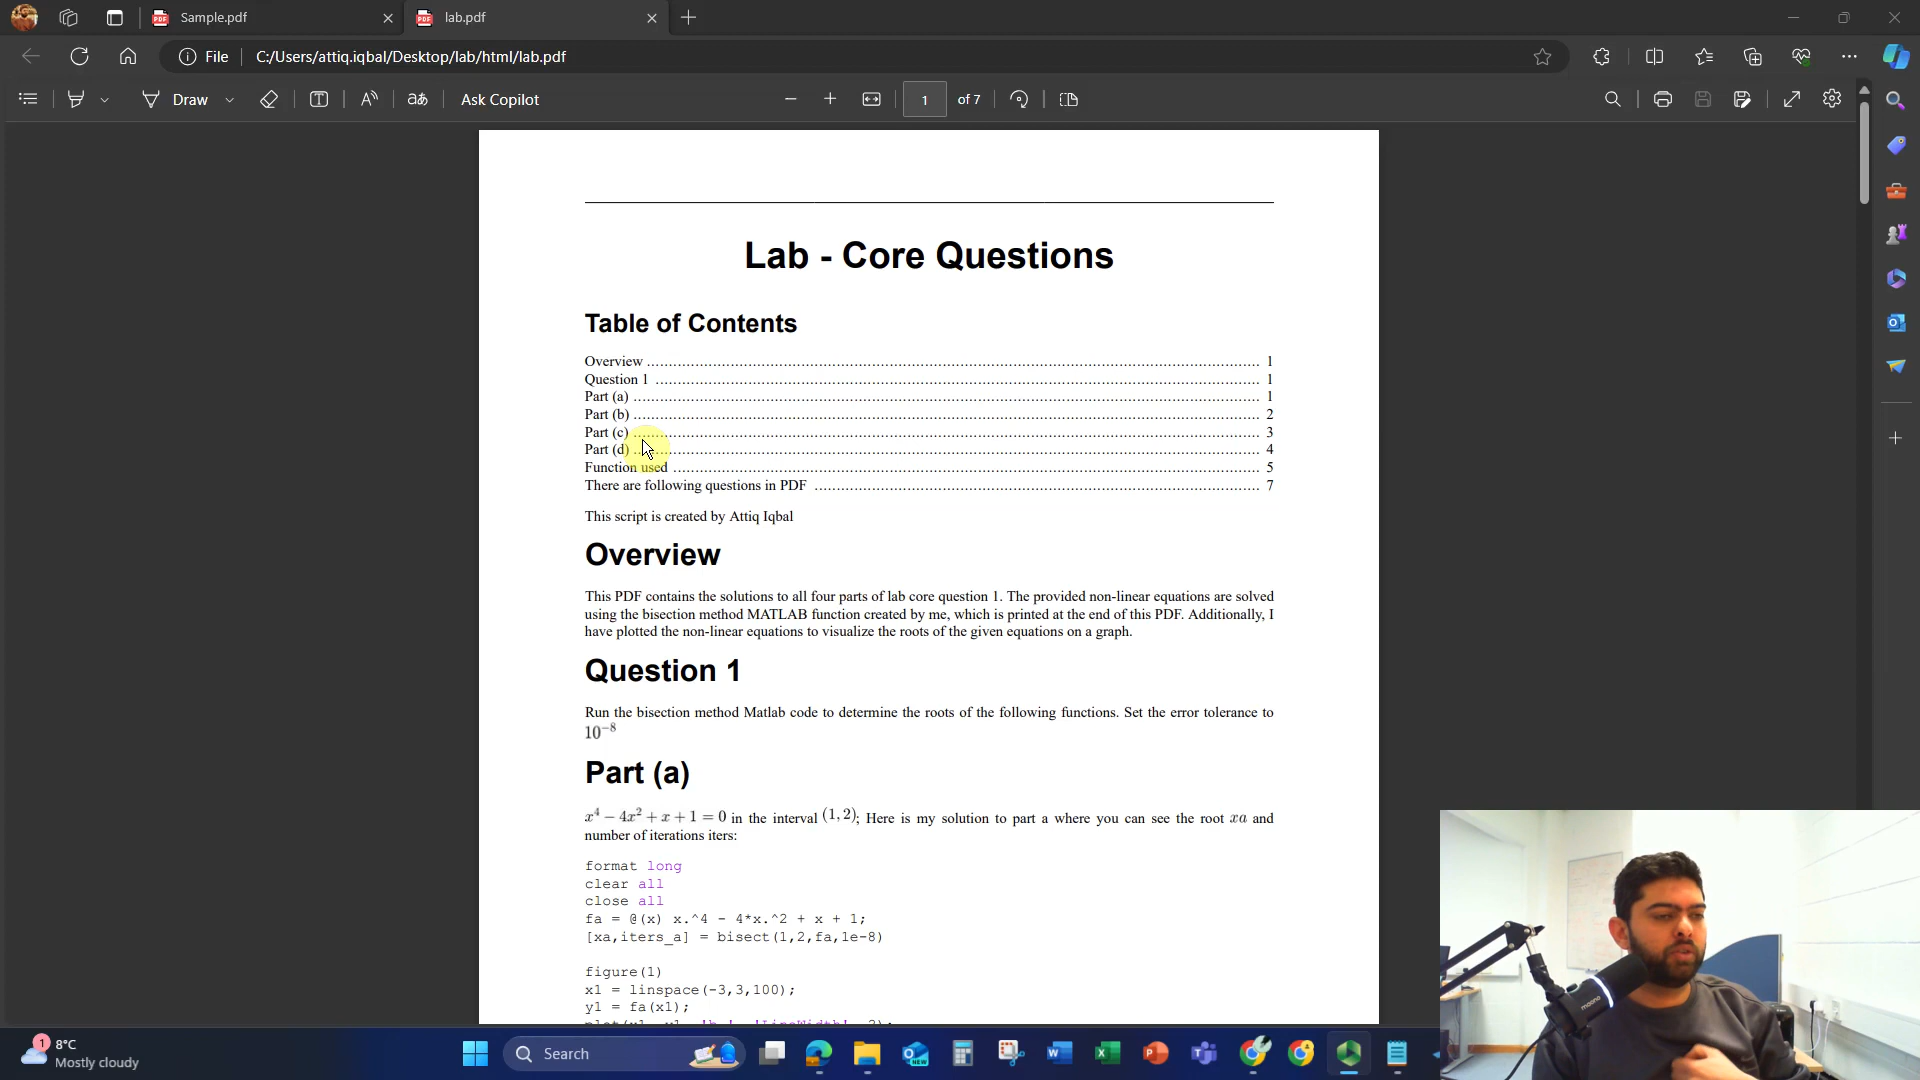 Sample.pdf
lab.pdf
File
C:/Users/attiq.iqbal/Desktop/lab/html/lab.pdf
Draw
Ask Copilot
1
of 7
Lab - Core Questions
Table of Contents
Overview ........ 1
Question 1 ........ 1
Part (a) ........ 1
Part (b) ........ 2
Part (c) ........ 3
Part (d) ........ 4
Function used ........ 5
There are following questions in PDF ........ 7
This script is created by Attiq Iqbal
Overview
This PDF contains the solutions to all four parts of lab core question 1. The provided non-linear equations are solved
using the bisection method MATLAB function created by me, which is printed at the end of this PDF. Additionally, I
have plotted the non-linear equations to visualize the roots of the given equations on a graph.
Question 1
Run the bisection method Matlab code to determine the roots of the following functions. Set the error tolerance to
10⁻⁸
Part (a)
x⁴ − 4x² + x + 1 = 0 in the interval (1, 2); Here is my solution to part a where you can see the root xa and
number of iterations iters:
format long
clear all
close all
fa = @(x) x.^4 - 4*x.^2 + x + 1;
[xa,iters_a] = bisect(1,2,fa,1e-8)
figure(1)
x1 = linspace(-3,3,100);
y1 = fa(x1);
1
8°C
Mostly cloudy
Search
NEW
maono